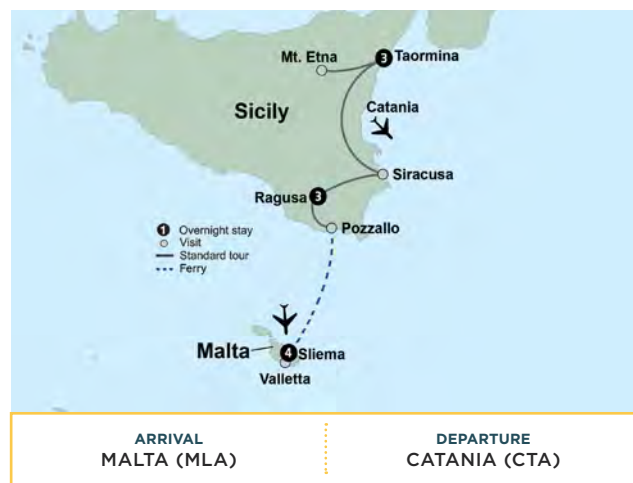 Mt. Etna
3 Taormina
Sicily
Catania
Siracusa
Ragusa 3
Pozzallo
1 Overnight stay
Visit
Standard tour
Ferry
Malta
4 Sliema
Valletta
ARRIVAL
MALTA (MLA)
DEPARTURE
CATANIA (CTA)